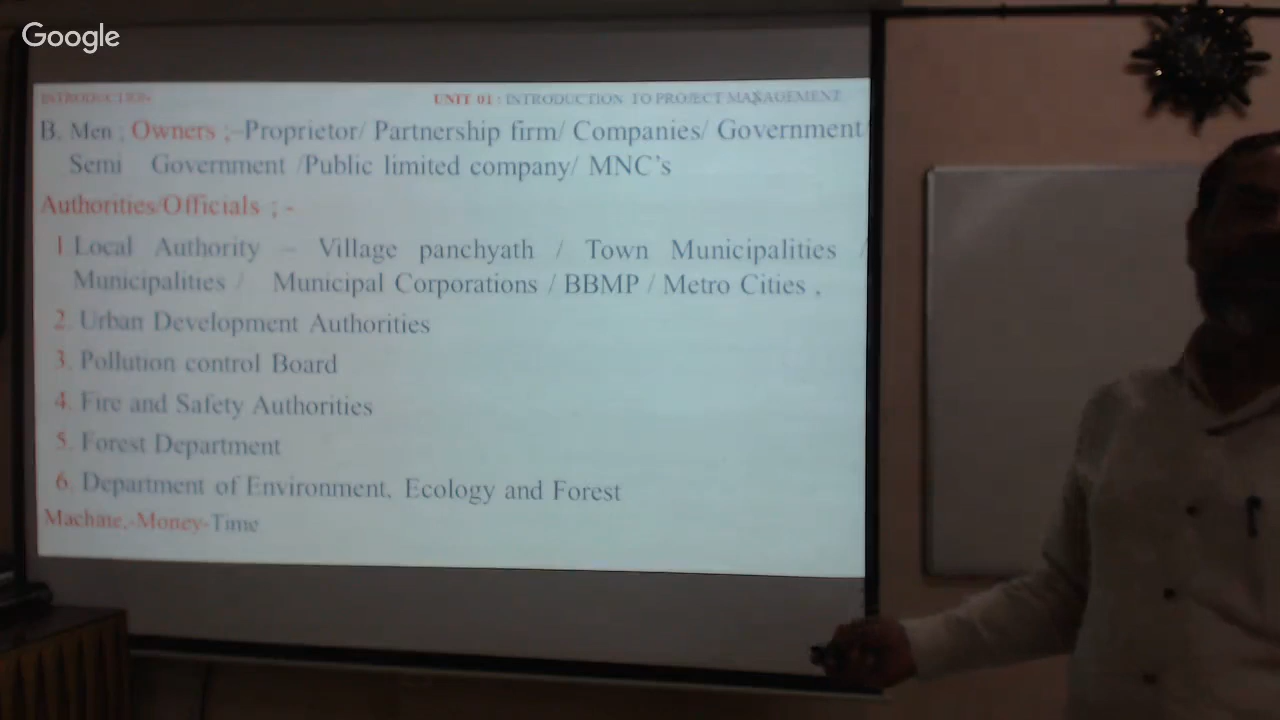 Google
INTRODUCTION UNIT 01 : INTRODUCTION TO PROJECT MANAGEMENT
B. Men ; Owners ;–Proprietor/ Partnership firm/ Companies/ Government
Semi Government /Public limited company/ MNC's
Authorities/Officials ; -
1 Local Authority – Village panchyath / Town Municipalities /
Municipalities / Municipal Corporations / BBMP / Metro Cities ,
2. Urban Development Authorities
3. Pollution control Board
4. Fire and Safety Authorities
5. Forest Department
6. Department of Environment, Ecology and Forest
-Money-Time